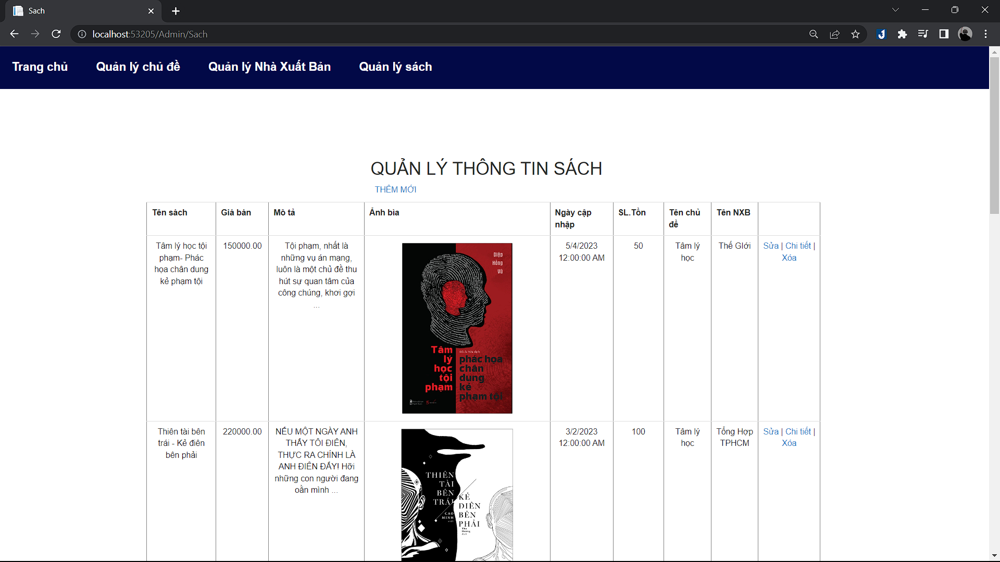 Sach
localhost:53205/Admin/Sach
Trang chủ
Quản lý chủ đề
Quản lý Nhà Xuất Bản
Quản lý sách
QUẢN LÝ THÔNG TIN SÁCH
THÊM MỚI
Tên sách
Giá bán
Mô tả
Ảnh bìa
Ngày cập
nhập
SL.Tồn
Tên chủ
đề
Tên NXB
Tâm lý học tội
phạm- Phác
họa chân dung
kẻ phạm tội
150000.00
Tội phạm, nhất là
những vụ án mạng,
luôn là một chủ đề thu
hút sự quan tâm của
công chúng, khơi gợi
...
Diệp
Hồng
Vũ
Tâm
lý
học
tội
phạm
Đỗ Ái Nhi dịch
phác họa
chân
dung
kẻ
phạm tội
5/4/2023
12:00:00 AM
50
Tâm lý
học
Thế GIới
Sửa | Chi tiết |
Xóa
Thiên tài bên
trái - Kẻ điên
bên phải
220000.00
NẾU MỘT NGÀY ANH
THẤY TÔI ĐIÊN,
THỰC RA CHÍNH LÀ
ANH ĐIÊN ĐẤY! Hỡi
những con người đang
oằn mình ...
THIÊN
TÀI
BÊN
TRÁI
CAO
MINH
viết
KẺ
ĐIÊN
BÊN
PHẢI
Thu
Hương
dịch
3/2/2023
12:00:00 AM
100
Tâm lý
học
Tổng Hợp
TPHCM
Sửa | Chi tiết |
Xóa